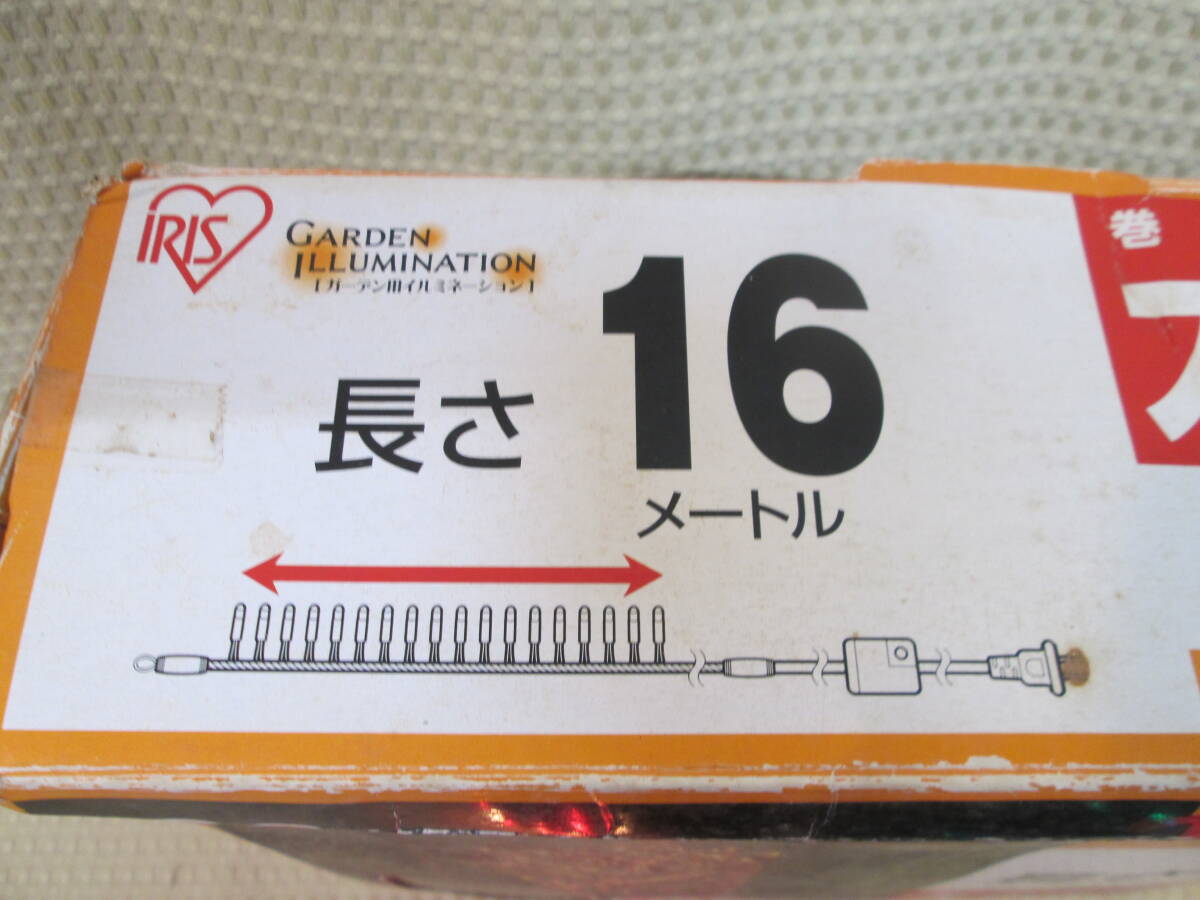 IRIS
GARDEN
ILLUMINATION
[ガーデン用イルミネーション]
長さ 16
メートル
巻